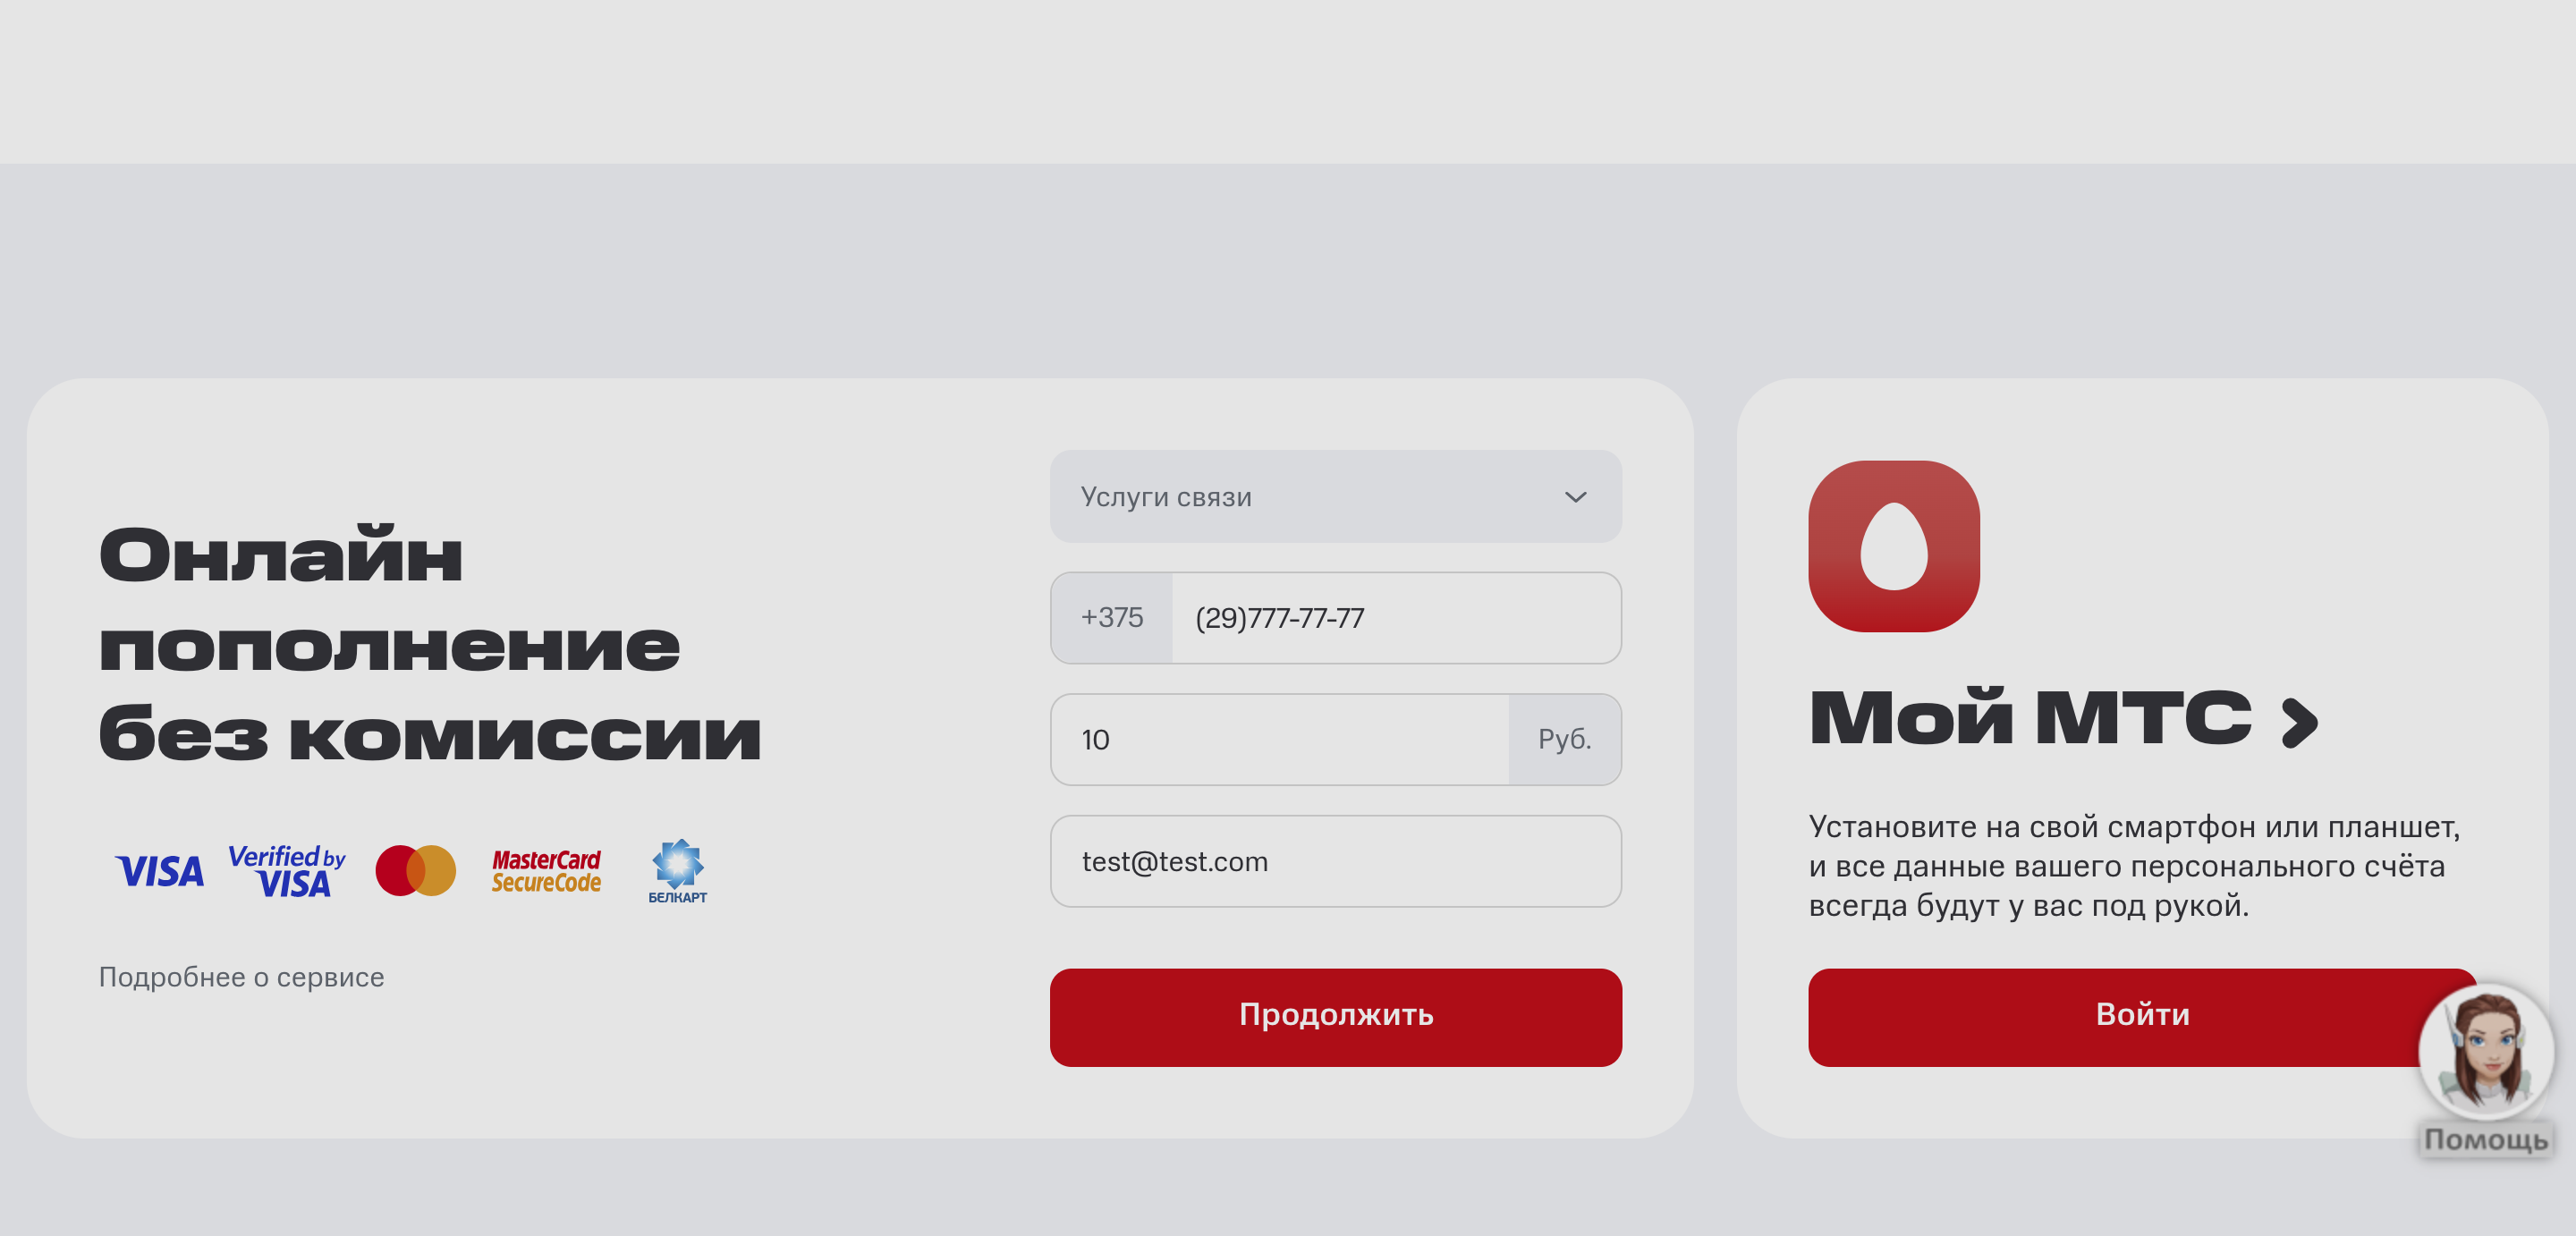 Онлайн
пополнение
без комиссии
VISA
Verified by
VISA
MasterCard
SecureCode
БЕЛКАРТ
Подробнее о сервисе
Услуги связи
+375 (29)777-77-77
10 Руб.
test@test.com
Продолжить
Мой МТС
Установите на свой смартфон или планшет,
и все данные вашего персонального счёта
всегда будут у вас под рукой.
Войти
Помощь